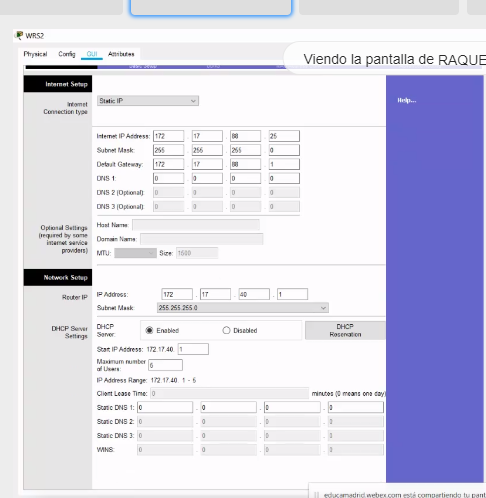 WRS2
Physical Config GUI Attributes
Viendo la pantalla de RAQUE
Internet Setup
Internet Connection type
Static IP
Help...
Internet IP Address: 172 . 17 . 88 . 25
Subnet Mask: 255 . 255 . 255 . 0
Default Gateway: 172 . 17 . 88 . 1
DNS 1: 0 . 0 . 0 . 0
DNS 2 (Optional): 0 . 0 . 0 . 0
DNS 3 (Optional): 0 . 0 . 0 . 0
Optional Settings
(required by some
internet service
providers)
Host Name:
Domain Name:
MTU: Size: 1500
Network Setup
Router IP
IP Address: 172 . 17 . 40 . 1
Subnet Mask: 255.255.255.0
DHCP Server
Settings
DHCP
Server: Enabled Disabled
DHCP
Reservation
Start IP Address: 172.17.40. 1
Maximum number
of Users:
IP Address Range: 172.17.40. 1 - 5
Client Lease Time: 0 minutes (0 means one day)
Static DNS 1: 0 . 0 . 0 . 0
Static DNS 2: 0 . 0 . 0 . 0
Static DNS 3: 0 . 0 . 0 . 0
WINS: 0 . 0 . 0 . 0
educamadrid.webex.com está compartiendo tu pant